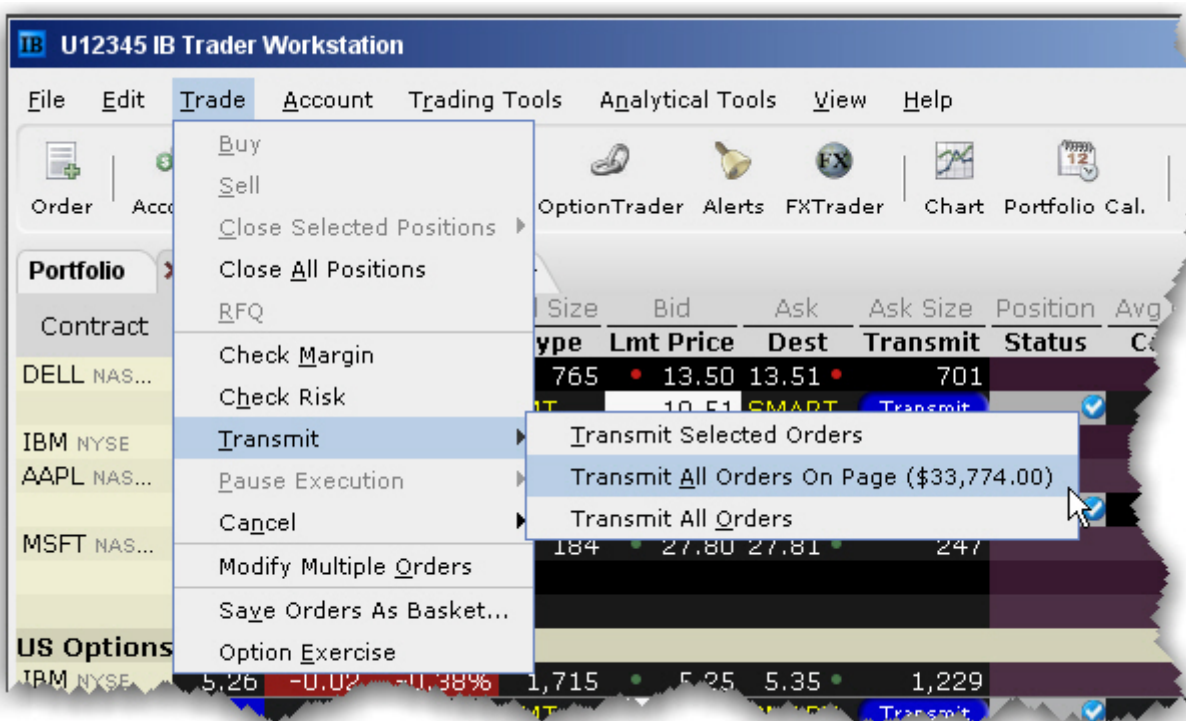 IB U12345 IB Trader Workstation
File Edit Trade Account Trading Tools Analytical Tools View Help
Order OptionTrader Alerts FXTrader Chart Portfolio Cal.
Buy
Sell
Close Selected Positions
Close All Positions
RFQ
Check Margin
Check Risk
Transmit
Pause Execution
Cancel
Modify Multiple Orders
Save Orders As Basket...
Option Exercise
Transmit Selected Orders
Transmit All Orders On Page ($33,774.00)
Transmit All Orders
Portfolio
Contract Size Bid Ask Ask Size Position Avg
Lmt Price Dest Transmit Status
DELL NAS... 765 13.50 13.51 701
10.51 SMART Transmit
IBM NYSE
AAPL NAS...
MSFT NAS... 184 27.80 27.81 247
US Options
IBM NYSE 5.26 -0.02 -0.38% 1,715 5.25 5.35 1,229
Transmit